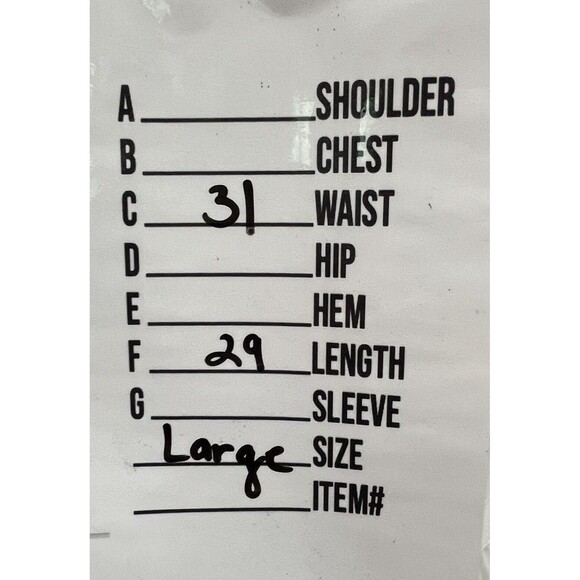 A SHOULDER
B CHEST
C 31 WAIST
D HIP
E HEM
F 29 LENGTH
G SLEEVE
Large SIZE
ITEM#